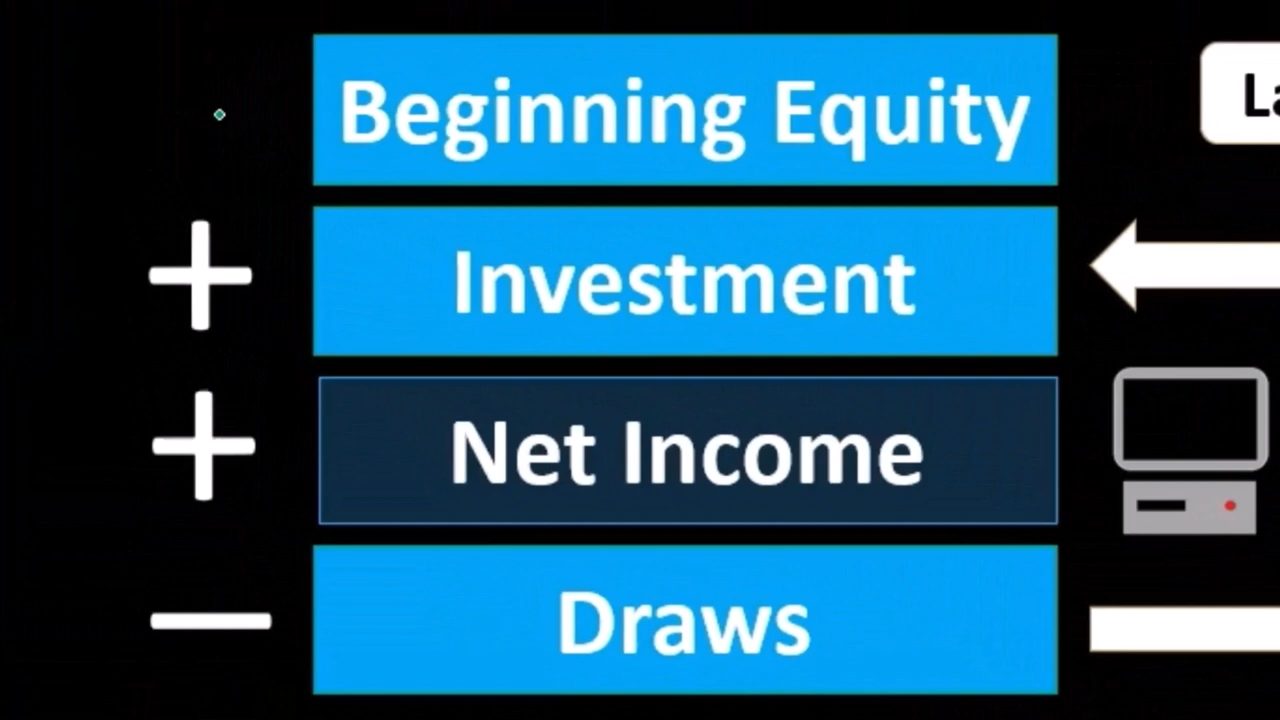 Beginning Equity
+ Investment
+ Net Income
− Draws